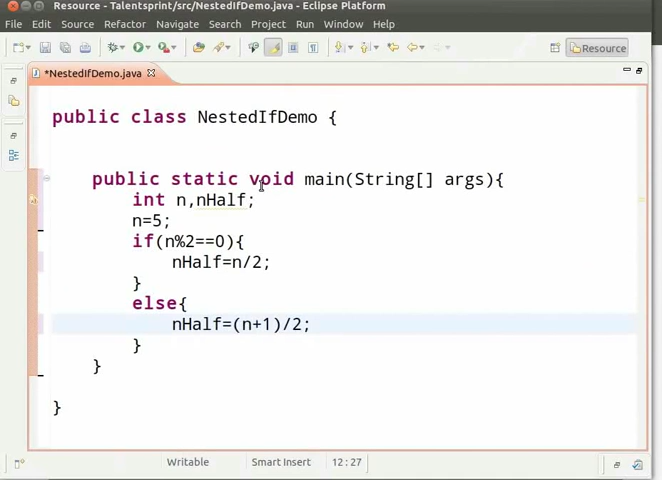 Resource - Talentsprint/src/NestedIfDemo.java - Eclipse Platform
File Edit Source Refactor Navigate Search Project Run Window Help
Resource
*NestedIfDemo.java
public class NestedIfDemo {
public static void main(String[] args){
int n,nHalf;
n=5;
if(n%2==0){
nHalf=n/2;
}
else{
nHalf=(n+1)/2;
}
}
}
Writable Smart Insert 12:27